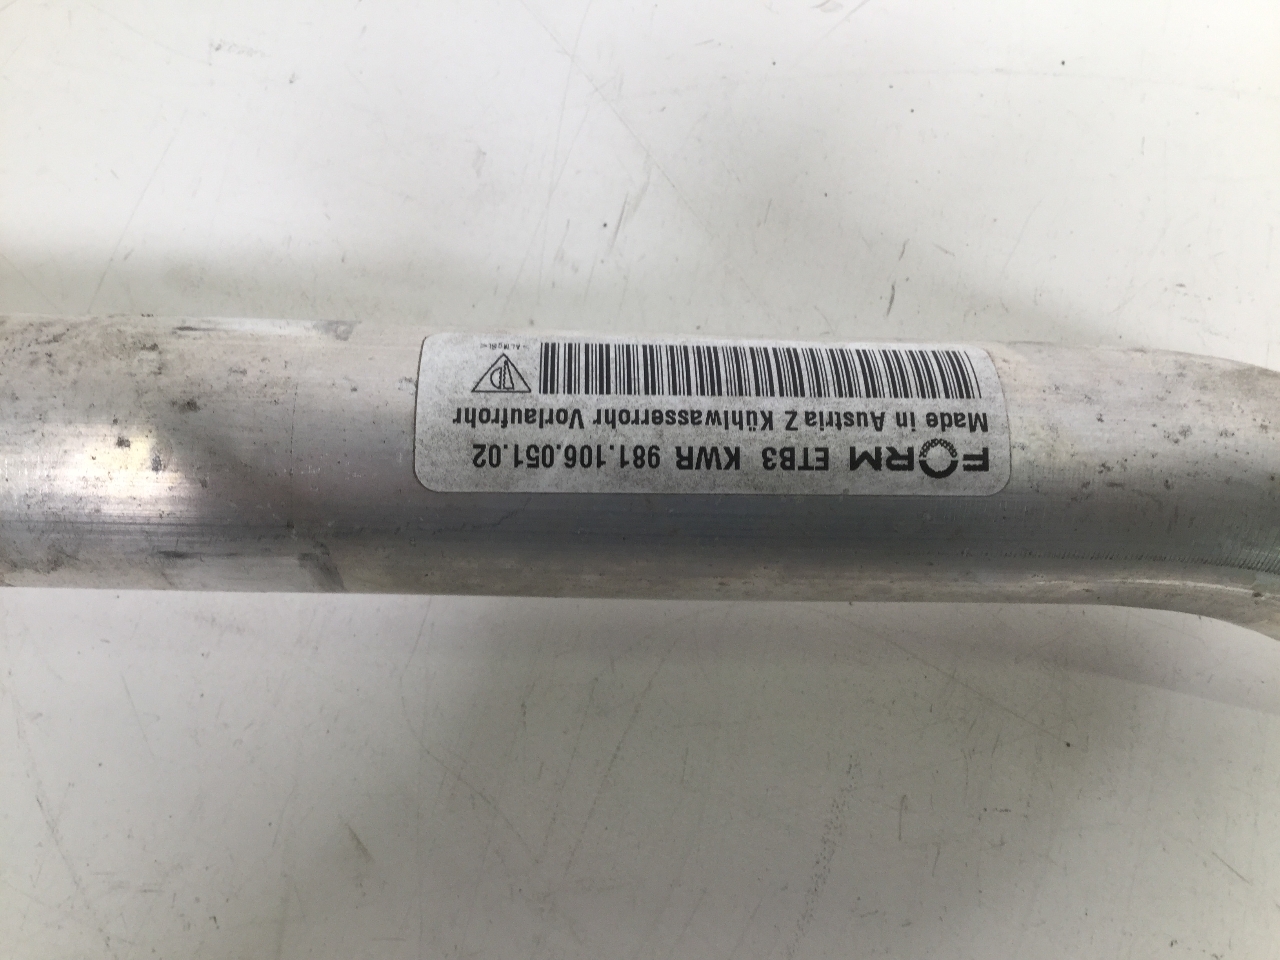 FORM ETB3 KWR 981.106.051.02
Made in Austria Z Kühlwasserrohr Vorlaufrohr